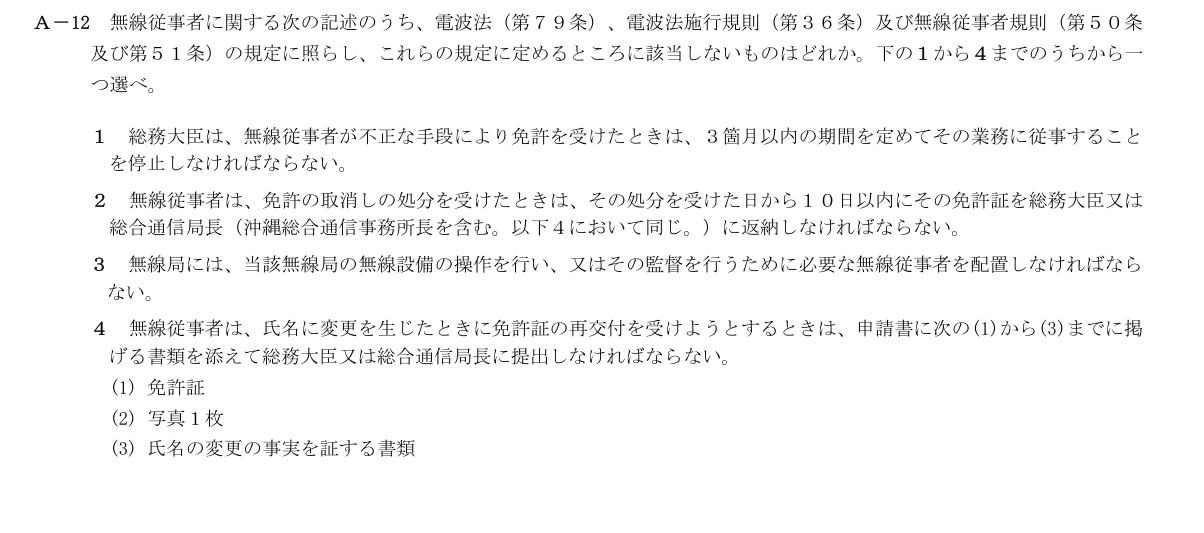 Ａ－12　無線従事者に関する次の記述のうち、電波法（第７９条）、電波法施行規則（第３６条）及び無線従事者規則（第５０条
及び第５１条）の規定に照らし、これらの規定に定めるところに該当しないものはどれか。下の１から４までのうちから一
つ選べ。
１　総務大臣は、無線従事者が不正な手段により免許を受けたときは、３箇月以内の期間を定めてその業務に従事すること
を停止しなければならない。
２　無線従事者は、免許の取消しの処分を受けたときは、その処分を受けた日から１０日以内にその免許証を総務大臣又は
総合通信局長（沖縄総合通信事務所長を含む。以下４において同じ。）に返納しなければならない。
３　無線局には、当該無線局の無線設備の操作を行い、又はその監督を行うために必要な無線従事者を配置しなければなら
ない。
４　無線従事者は、氏名に変更を生じたときに免許証の再交付を受けようとするときは、申請書に次の(1)から(3)までに掲
げる書類を添えて総務大臣又は総合通信局長に提出しなければならない。
(1) 免許証
(2) 写真１枚
(3) 氏名の変更の事実を証する書類